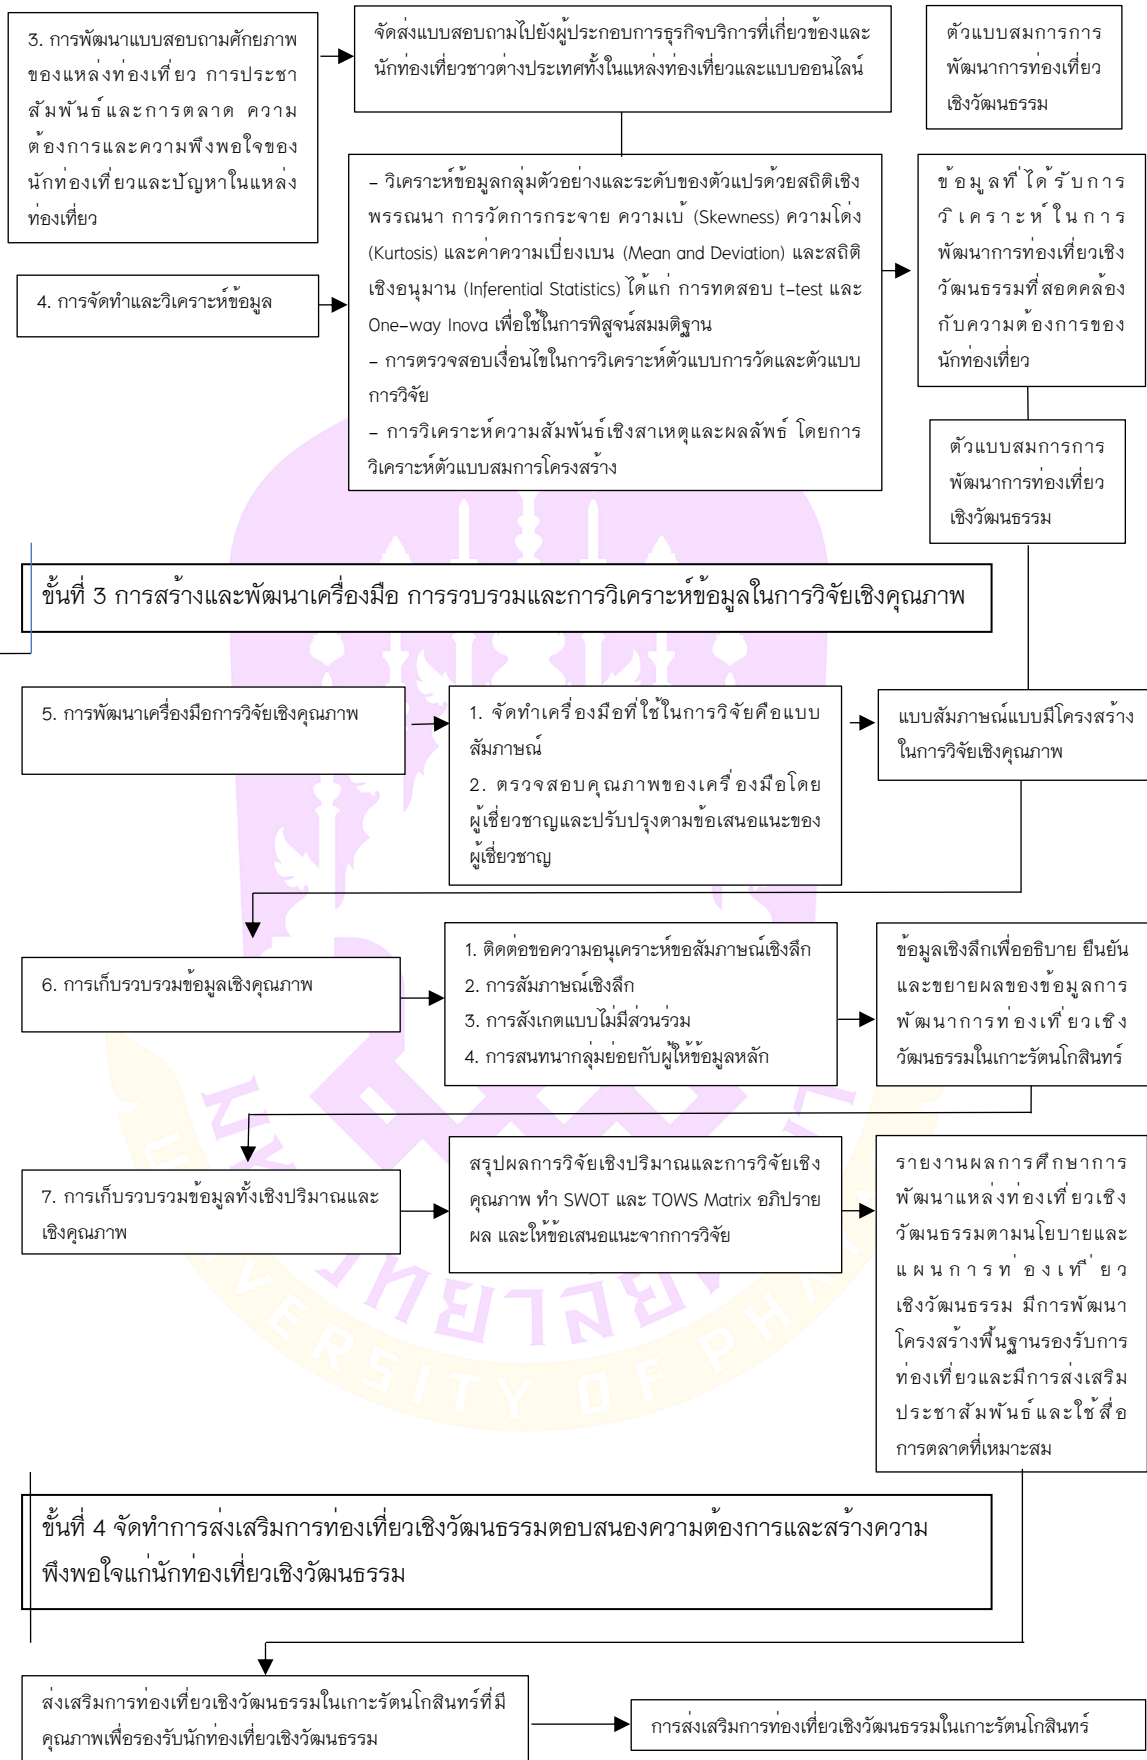 3. การพัฒนาแบบสอบถามศักยภาพ
ของแหล่งท่องเที่ยว การประชา
สัมพันธ์และการตลาด ความ
ต้องการและความพึงพอใจของ
นักท่องเที่ยวและปัญหาในแหล่ง
ท่องเที่ยว
จัดส่งแบบสอบถามไปยังผู้ประกอบการธุรกิจบริการที่เกี่ยวข้องและ
นักท่องเที่ยวชาวต่างประเทศทั้งในแหล่งท่องเที่ยวและแบบออนไลน์
ตัวแบบสมการการ
พัฒนาการท่องเที่ยว
เชิงวัฒนธรรม
4. การจัดทำและวิเคราะห์ข้อมูล
– วิเคราะห์ข้อมูลกลุ่มตัวอย่างและระดับของตัวแปรด้วยสถิติเชิง
พรรณนา การวัดการกระจาย ความเบ้ (Skewness) ความโด่ง
(Kurtosis) และค่าความเบี่ยงเบน (Mean and Deviation) และสถิติ
เชิงอนุมาน (Inferential Statistics) ได้แก่ การทดสอบ t–test และ
One–way Inova เพื่อใช้ในการพิสูจน์สมมติฐาน
– การตรวจสอบเงื่อนไขในการวิเคราะห์ตัวแบบการวัดและตัวแบบ
การวิจัย
– การวิเคราะห์ความสัมพันธ์เชิงสาเหตุและผลลัพธ์ โดยการ
วิเคราะห์ตัวแบบสมการโครงสร้าง
ข้อมูลที่ได้รับการ
วิเคราะห์ในการ
พัฒนาการท่องเที่ยวเชิง
วัฒนธรรมที่สอดคล้อง
กับความต้องการของ
นักท่องเที่ยว
ตัวแบบสมการการ
พัฒนาการท่องเที่ยว
เชิงวัฒนธรรม
ขั้นที่ 3 การสร้างและพัฒนาเครื่องมือ การรวบรวมและการวิเคราะห์ข้อมูลในการวิจัยเชิงคุณภาพ
5. การพัฒนาเครื่องมือการวิจัยเชิงคุณภาพ
1. จัดทำเครื่องมือที่ใช้ในการวิจัยคือแบบ
สัมภาษณ์
2. ตรวจสอบคุณภาพของเครื่องมือโดย
ผู้เชี่ยวชาญและปรับปรุงตามข้อเสนอแนะของ
ผู้เชี่ยวชาญ
แบบสัมภาษณ์แบบมีโครงสร้าง
ในการวิจัยเชิงคุณภาพ
6. การเก็บรวบรวมข้อมูลเชิงคุณภาพ
1. ติดต่อขอความอนุเคราะห์ขอสัมภาษณ์เชิงลึก
2. การสัมภาษณ์เชิงลึก
3. การสังเกตแบบไม่มีส่วนร่วม
4. การสนทนากลุ่มย่อยกับผู้ให้ข้อมูลหลัก
ข้อมูลเชิงลึกเพื่ออธิบาย ยืนยัน
และขยายผลของข้อมูลการ
พัฒนาการท่องเที่ยวเชิง
วัฒนธรรมในเกาะรัตนโกสินทร์
7. การเก็บรวบรวมข้อมูลทั้งเชิงปริมาณและ
เชิงคุณภาพ
สรุปผลการวิจัยเชิงปริมาณและการวิจัยเชิง
คุณภาพ ทำ SWOT และ TOWS Matrix อภิปราย
ผล และให้ข้อเสนอแนะจากการวิจัย
รายงานผลการศึกษาการ
พัฒนาแหล่งท่องเที่ยวเชิง
วัฒนธรรมตามนโยบายและ
แผนการท่องเที่ยว
เชิงวัฒนธรรม มีการพัฒนา
โครงสร้างพื้นฐานรองรับการ
ท่องเที่ยวและมีการส่งเสริม
ประชาสัมพันธ์และใช้สื่อ
การตลาดที่เหมาะสม
ขั้นที่ 4 จัดทำการส่งเสริมการท่องเที่ยวเชิงวัฒนธรรมตอบสนองความต้องการและสร้างความ
พึงพอใจแก่นักท่องเที่ยวเชิงวัฒนธรรม
ส่งเสริมการท่องเที่ยวเชิงวัฒนธรรมในเกาะรัตนโกสินทร์ที่มี
คุณภาพเพื่อรองรับนักท่องเที่ยวเชิงวัฒนธรรม
การส่งเสริมการท่องเที่ยวเชิงวัฒนธรรมในเกาะรัตนโกสินทร์